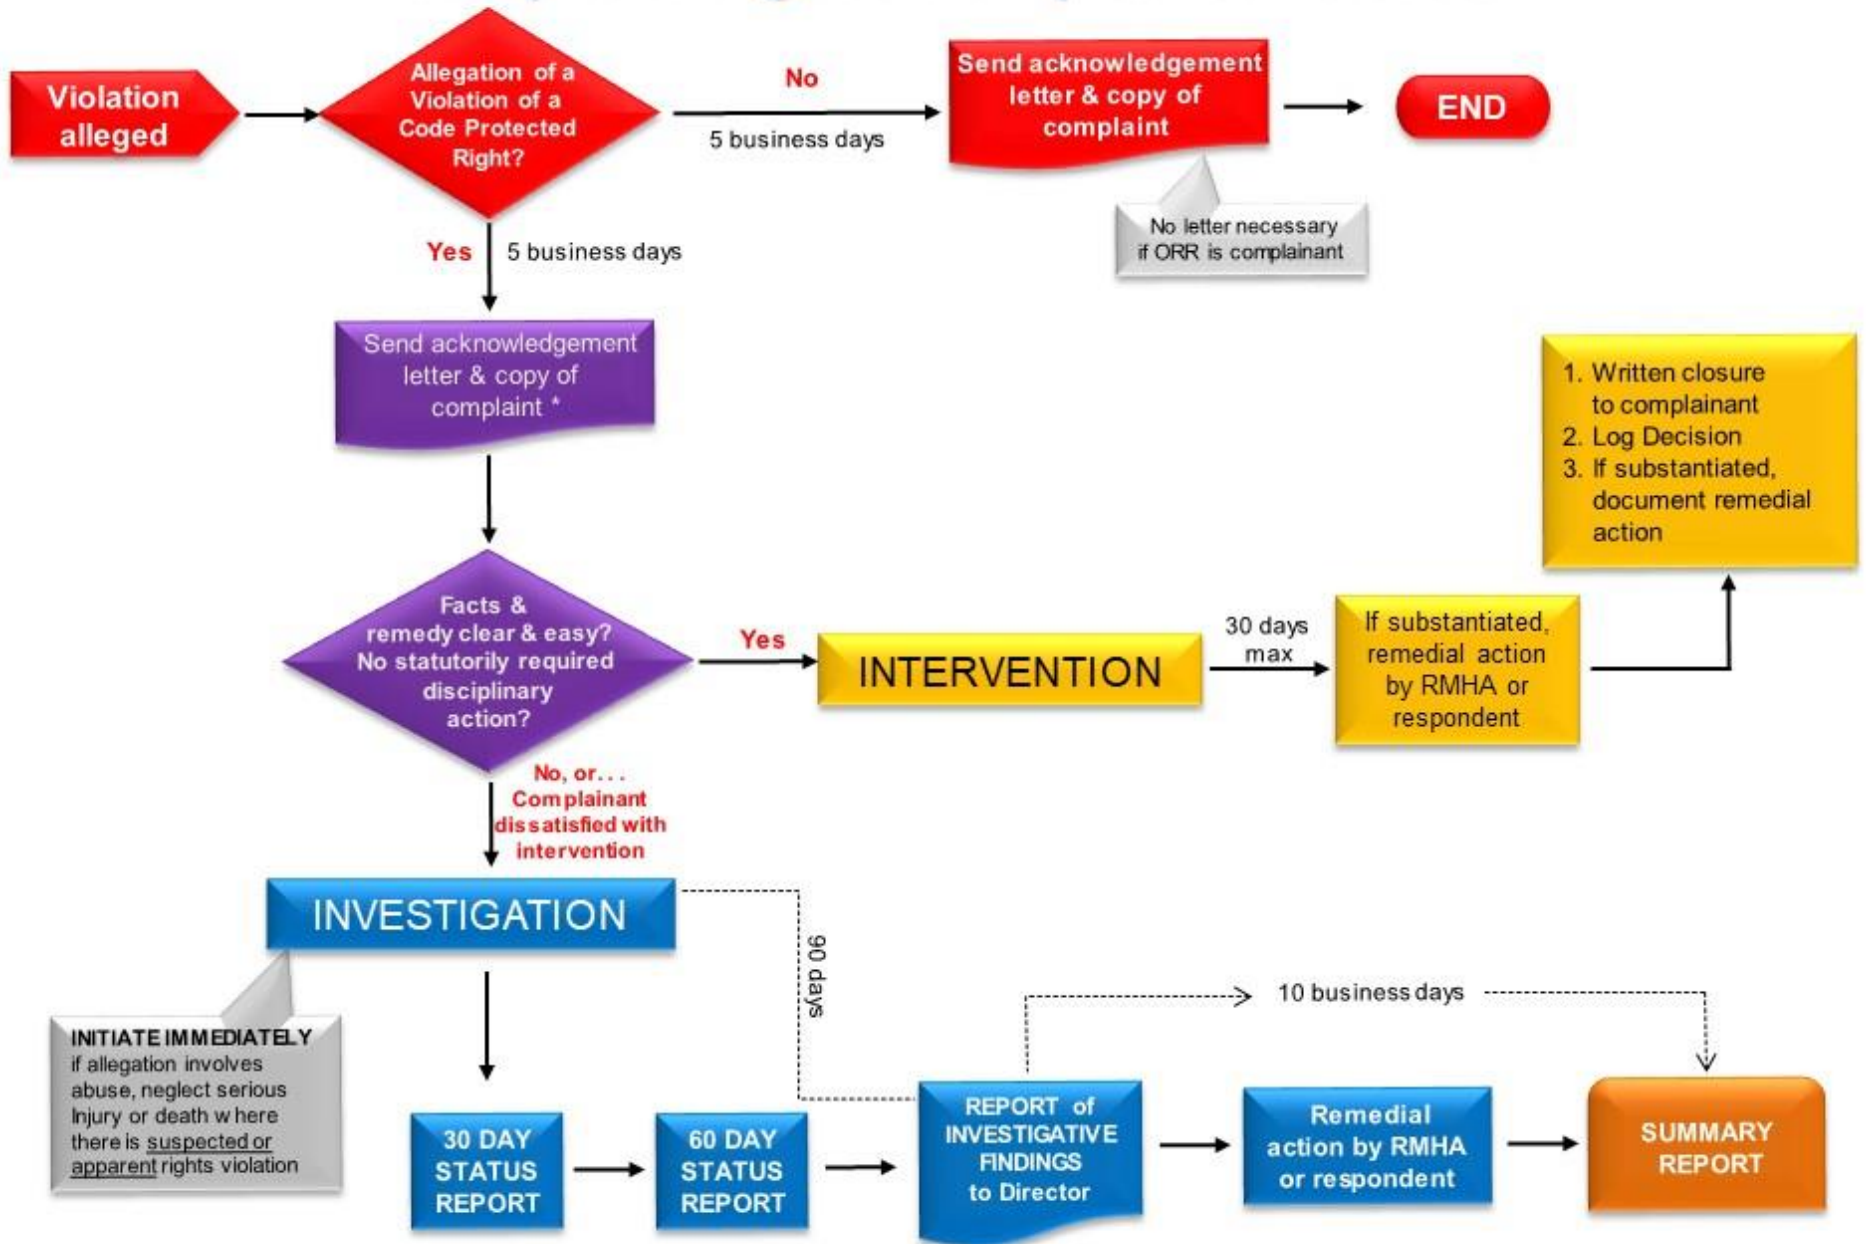 Violation
alleged
Allegation of a
Violation of a
Code Protected
Right?
No
5 business days
Send acknowledgement
letter & copy of
complaint
END
No letter necessary
if ORR is complainant
Yes
5 business days
Send acknowledgement
letter & copy of
complaint *
Facts &
remedy clear & easy?
No statutorily required
disciplinary
action?
Yes
INTERVENTION
30 days
max
If substantiated,
remedial action
by RMHA or
respondent
1. Written closure
to complainant
2. Log Decision
3. If substantiated,
document remedial
action
No, or. . .
Complainant
dissatisfied with
intervention
INVESTIGATION
90 days
INITIATE IMMEDIATELY
if allegation involves
abuse, neglect serious
Injury or death where
there is suspected or
apparent rights violation
30 DAY
STATUS
REPORT
60 DAY
STATUS
REPORT
REPORT of
INVESTIGATIVE
FINDINGS
to Director
10 business days
Remedial
action by RMHA
or respondent
SUMMARY
REPORT